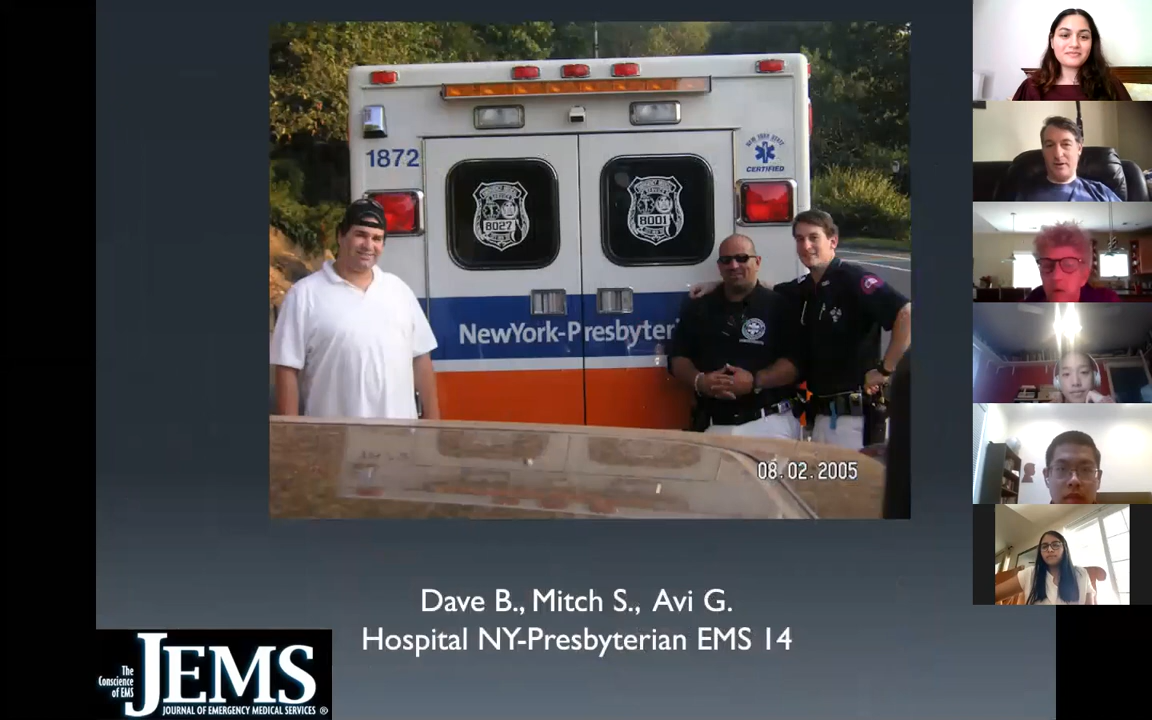 NEW YORK STATE
CERTIFIED
1872
8027
8001
NewYork-Presbyteri
08.02.2005
Dave B., Mitch S., Avi G.
Hospital NY-Presbyterian EMS 14
The
Conscience
of EMS
JEMS
JOURNAL OF EMERGENCY MEDICAL SERVICES ®